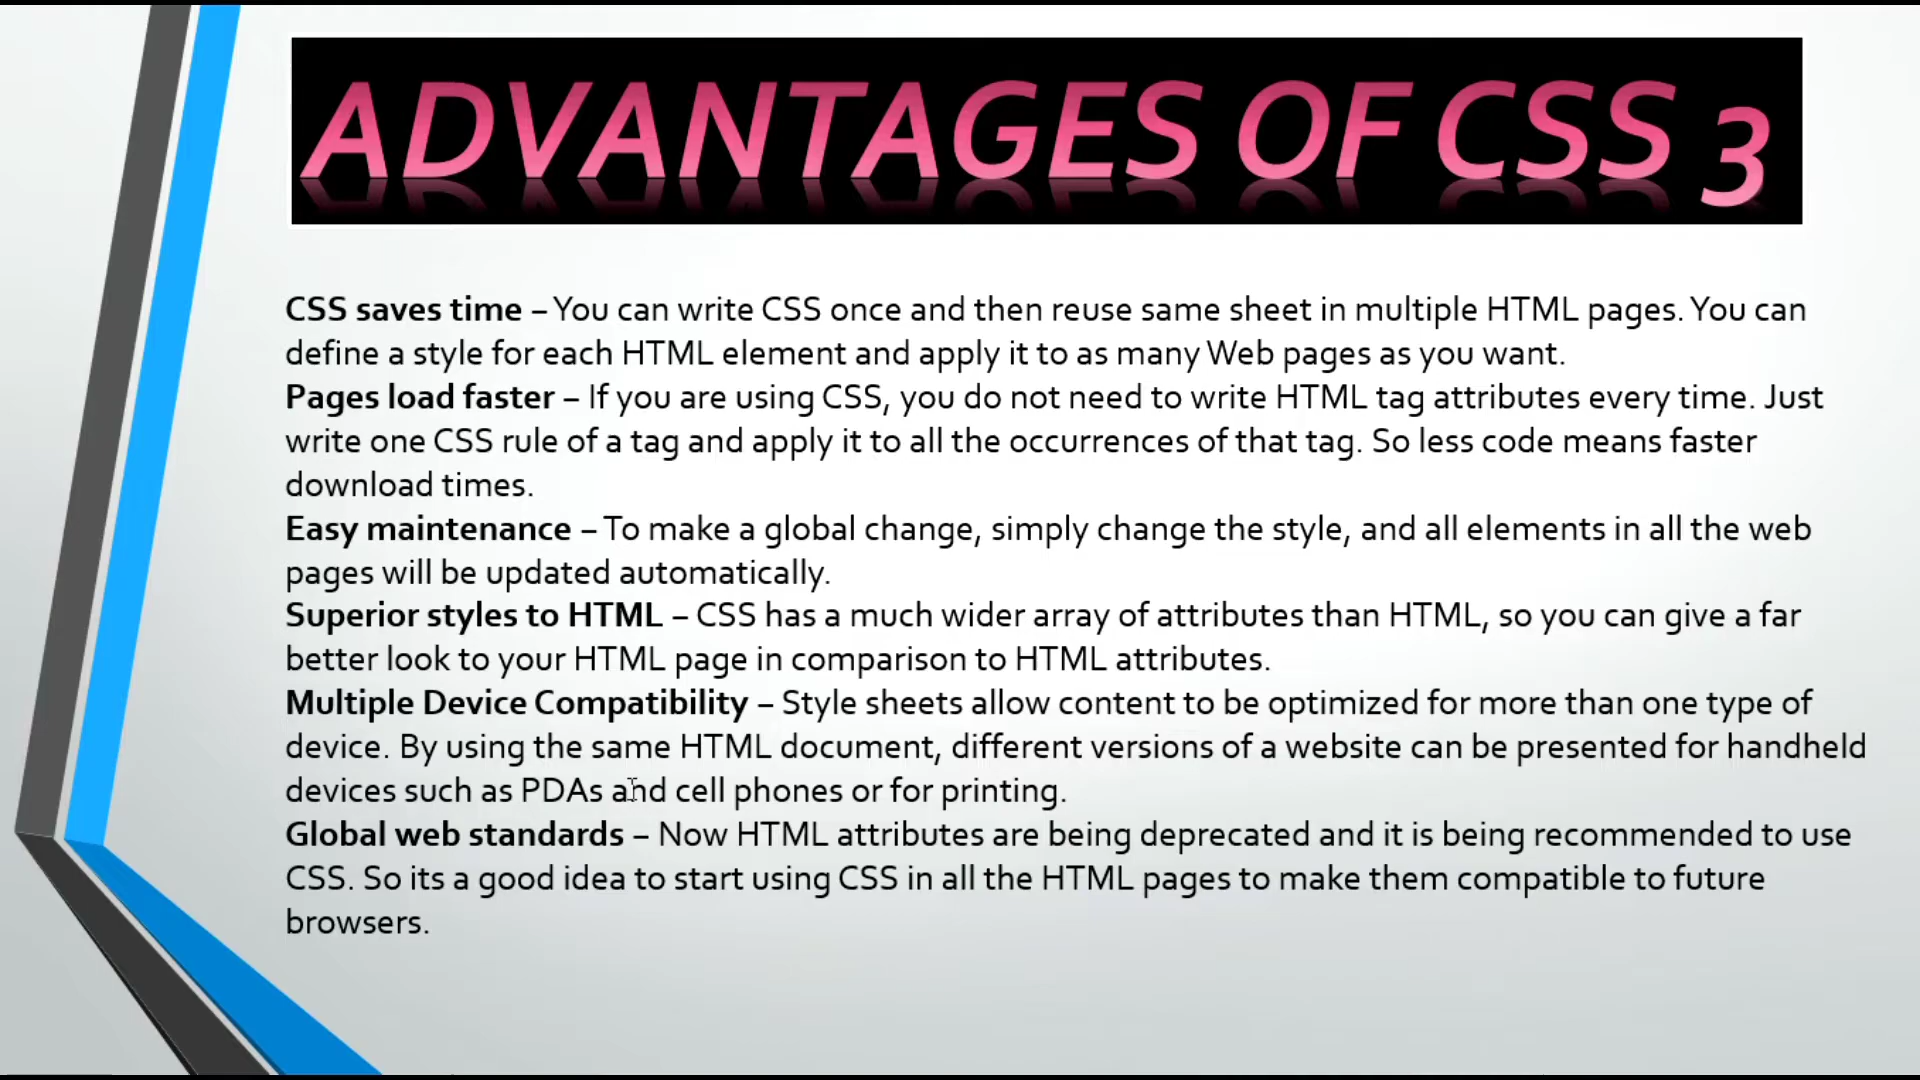 ADVANTAGES OF CSS 3
CSS saves time – You can write CSS once and then reuse same sheet in multiple HTML pages. You can
define a style for each HTML element and apply it to as many Web pages as you want.
Pages load faster – If you are using CSS, you do not need to write HTML tag attributes every time. Just
write one CSS rule of a tag and apply it to all the occurrences of that tag. So less code means faster
download times.
Easy maintenance – To make a global change, simply change the style, and all elements in all the web
pages will be updated automatically.
Superior styles to HTML – CSS has a much wider array of attributes than HTML, so you can give a far
better look to your HTML page in comparison to HTML attributes.
Multiple Device Compatibility – Style sheets allow content to be optimized for more than one type of
device. By using the same HTML document, different versions of a website can be presented for handheld
devices such as PDAs and cell phones or for printing.
Global web standards – Now HTML attributes are being deprecated and it is being recommended to use
CSS. So its a good idea to start using CSS in all the HTML pages to make them compatible to future
browsers.